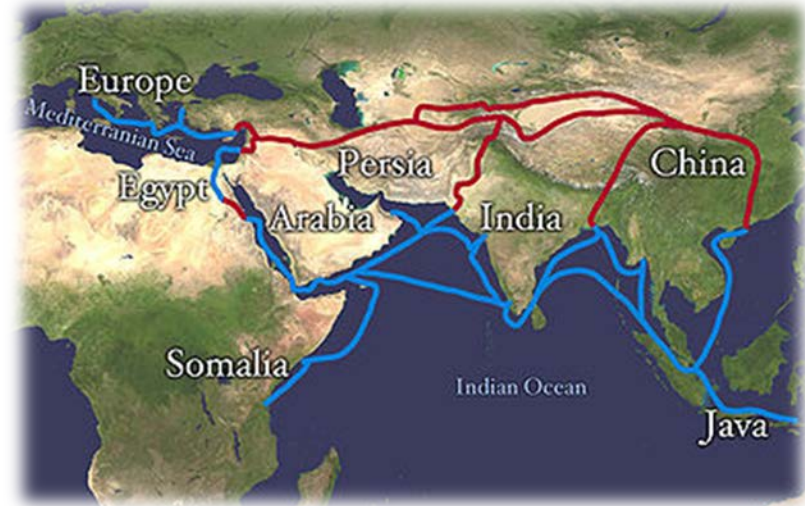 Europe
Mediterranian Sea
Egypt
Arabia
Persia
India
China
Somalia
Indian Ocean
Java